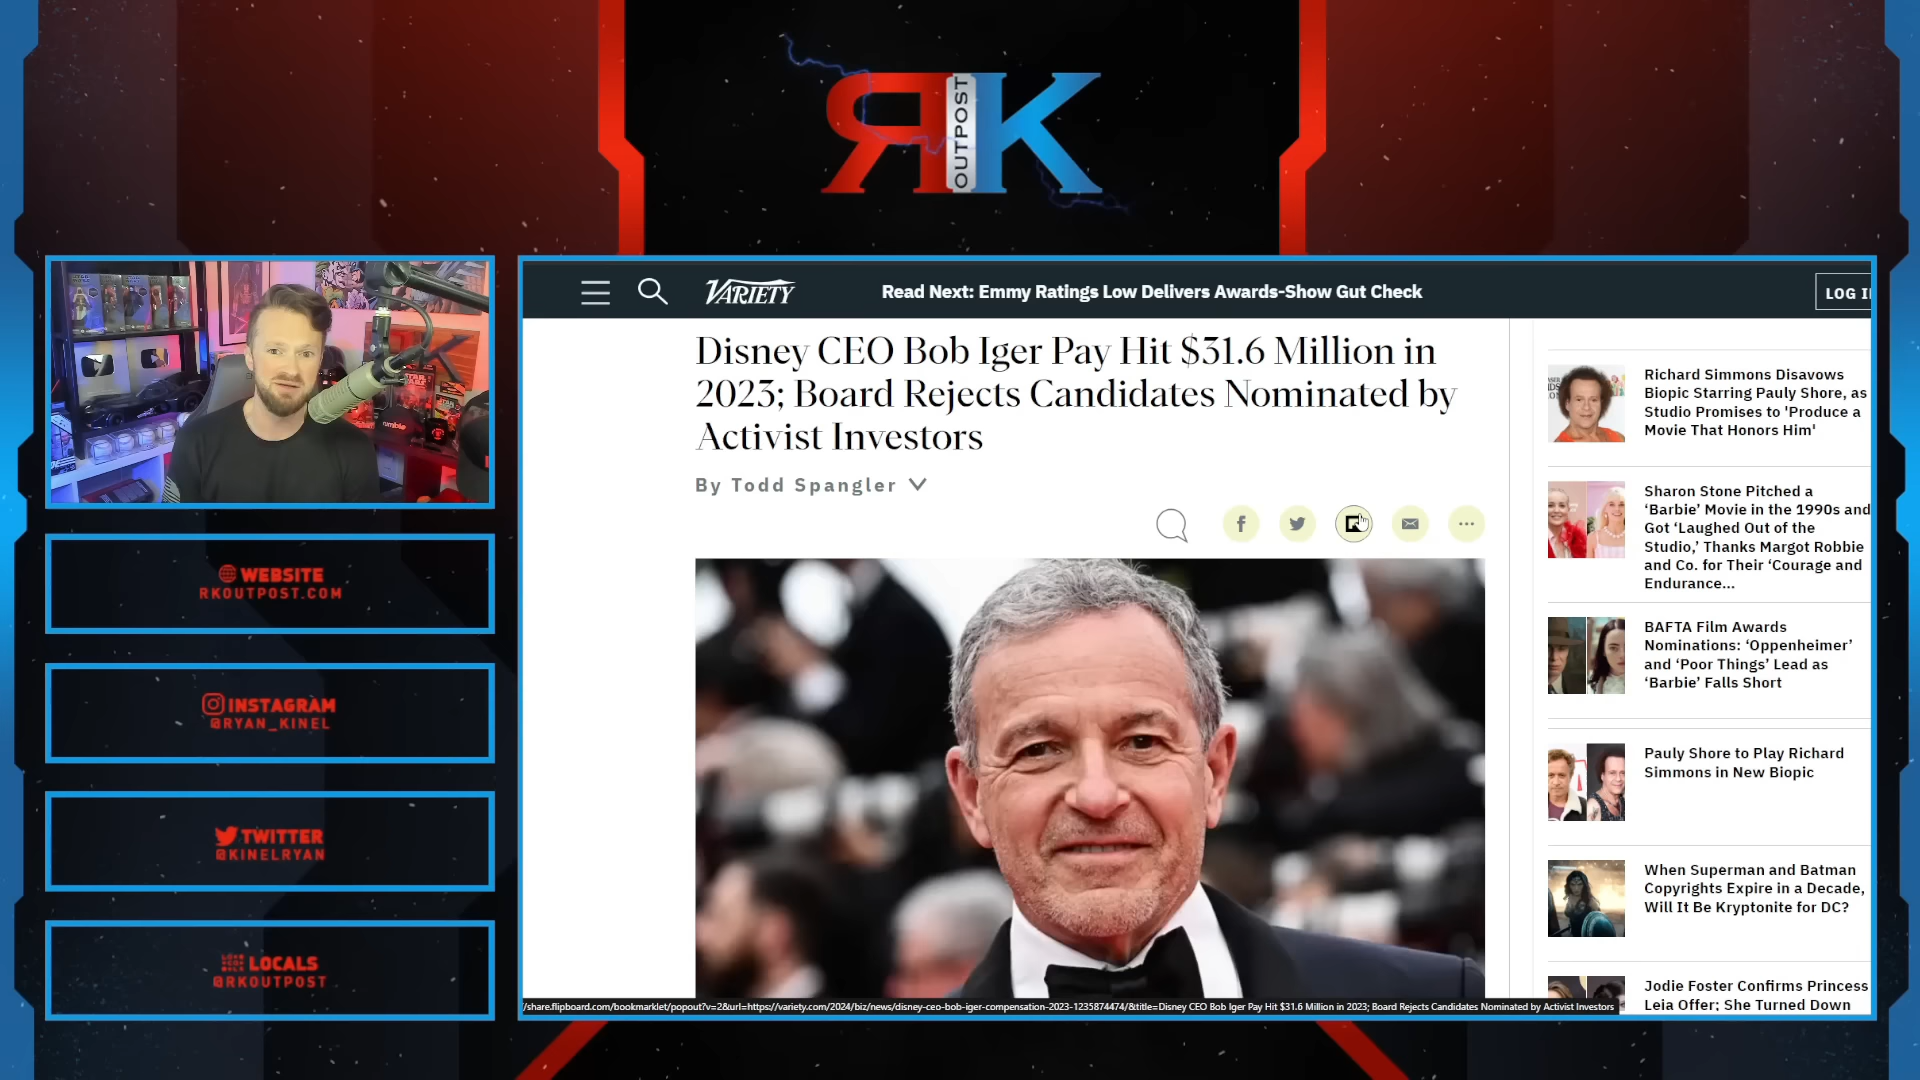 RK
OUTPOST
WEBSITE
RKOUTPOST.COM
INSTAGRAM
@RYAN_KINEL
TWITTER
@KINELRYAN
LOCALS
@RKOUTPOST
VARIETY
Read Next: Emmy Ratings Low Delivers Awards-Show Gut Check
LOG I
Disney CEO Bob Iger Pay Hit $31.6 Million in
2023; Board Rejects Candidates Nominated by
Activist Investors
By Todd Spangler
Richard Simmons Disavows
Biopic Starring Pauly Shore, as
Studio Promises to 'Produce a
Movie That Honors Him'
Sharon Stone Pitched a
‘Barbie’ Movie in the 1990s and
Got ‘Laughed Out of the
Studio,’ Thanks Margot Robbie
and Co. for Their ‘Courage and
Endurance...
BAFTA Film Awards
Nominations: ‘Oppenheimer’
and ‘Poor Things’ Lead as
‘Barbie’ Falls Short
Pauly Shore to Play Richard
Simmons in New Biopic
When Superman and Batman
Copyrights Expire in a Decade,
Will It Be Kryptonite for DC?
Jodie Foster Confirms Princess
Leia Offer; She Turned Down
/share.flipboard.com/bookmarklet/popout?v=2&url=https://variety.com/2024/biz/news/disney-ceo-bob-iger-compensation-2023-1235874474/&title=Disney CEO Bob Iger Pay Hit $31.6 Million in 2023; Board Rejects Candidates Nominated by Activist Investors